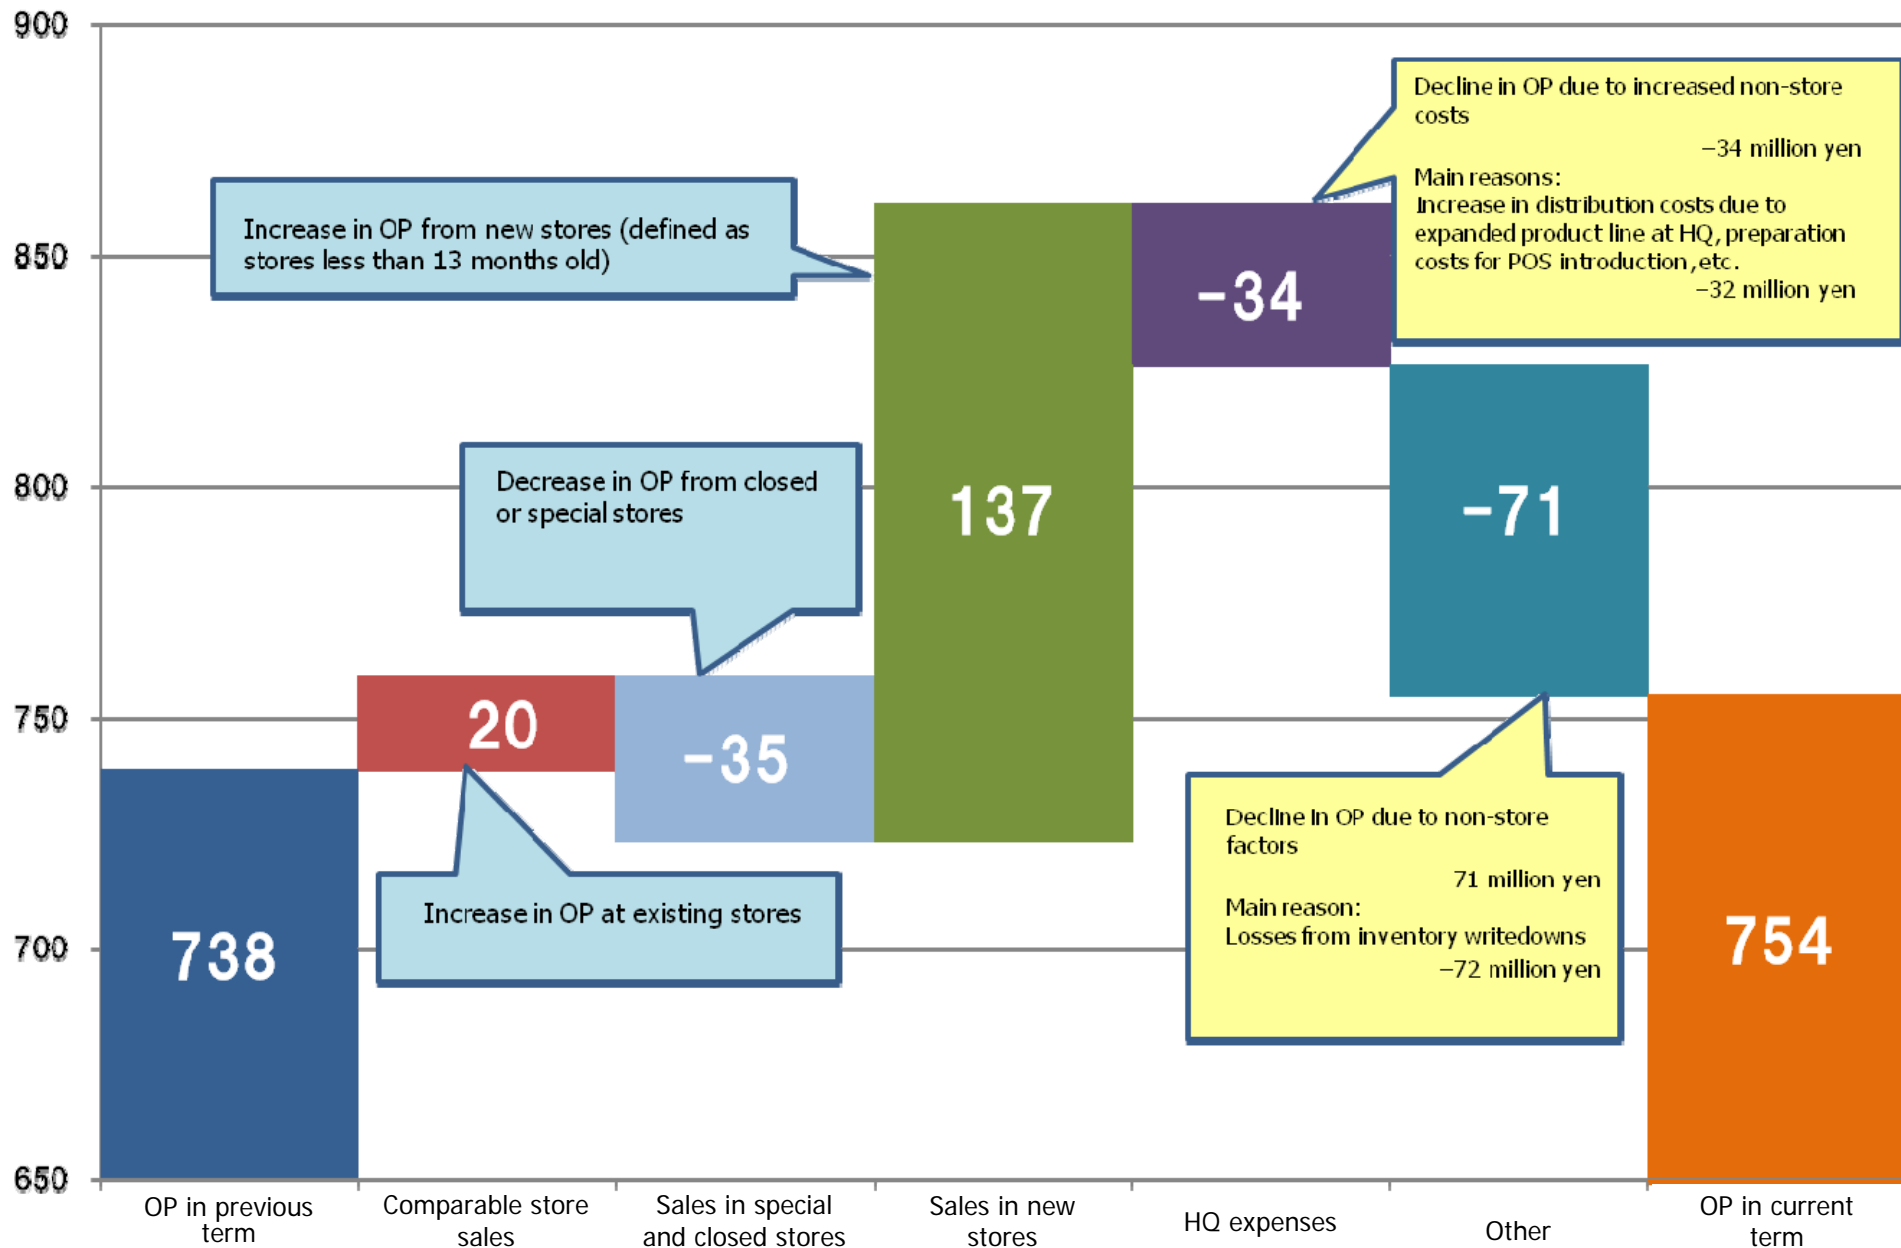 900
850
800
750
700
650
Increase in OP from new stores (defined as
stores less than 13 months old)
Decrease in OP from closed
or special stores
Increase in OP at existing stores
Decline in OP due to increased non-store
costs
−34 million yen
Main reasons:
Increase in distribution costs due to
expanded product line at HQ, preparation
costs for POS introduction, etc.
−32 million yen
Decline in OP due to non-store
factors
71 million yen
Main reason:
Losses from inventory writedowns
−72 million yen
738
20
-35
137
-34
-71
754
OP in previous
term
Comparable store
sales
Sales in special
and closed stores
Sales in new
stores
HQ expenses
Other
OP in current
term